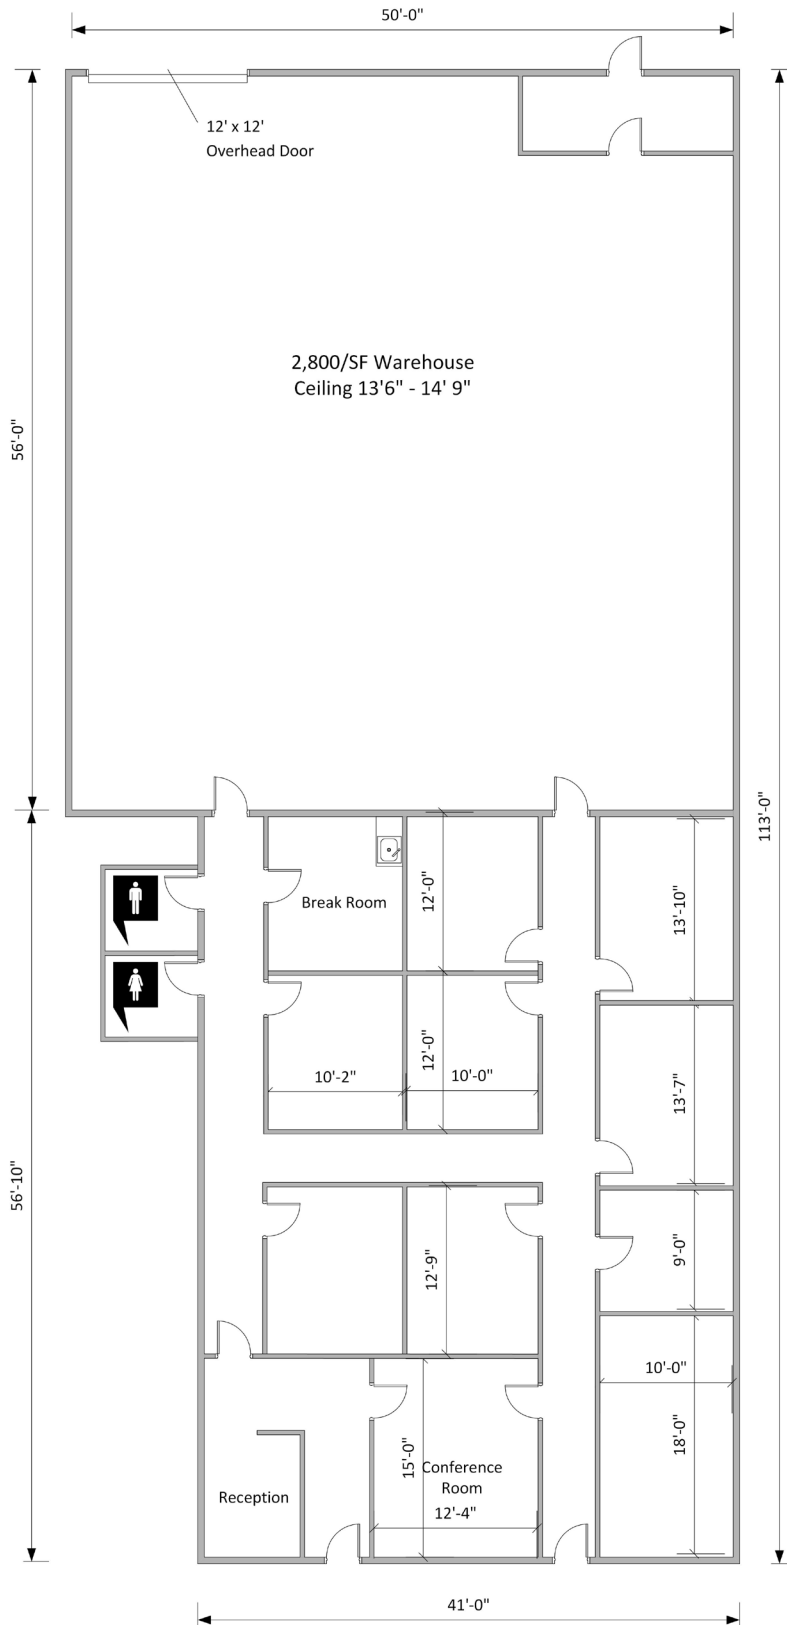 50'-0"
12' x 12'
Overhead Door
2,800/SF Warehouse
Ceiling 13'6" - 14' 9"
56'-0"
113'-0"
Break Room
12'-0"
13'-10"
12'-0"
10'-2"
10'-0"
13'-7"
56'-10"
12'-9"
9'-0"
10'-0"
18'-0"
15'-0"
Conference
Room
12'-4"
Reception
41'-0"